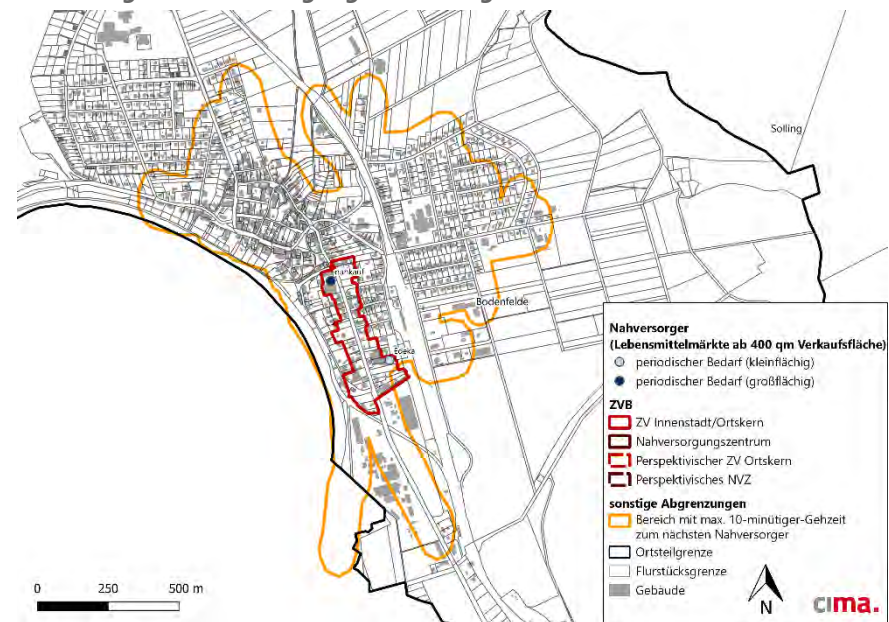 Solling
Bodenfelde
Edeka
Nahversorger
(Lebensmittelmärkte ab 400 qm Verkaufsfläche)
periodischer Bedarf (kleinflächig)
periodischer Bedarf (großflächig)
ZVB
ZV Innenstadt/Ortskern
Nahversorgungszentrum
Perspektivischer ZV Ortskern
Perspektivisches NVZ
sonstige Abgrenzungen
Bereich mit max. 10-minütiger-Gehzeit
zum nächsten Nahversorger
Ortsteilgrenze
Flurstücksgrenze
Gebäude
0 250 500 m
N
cima.